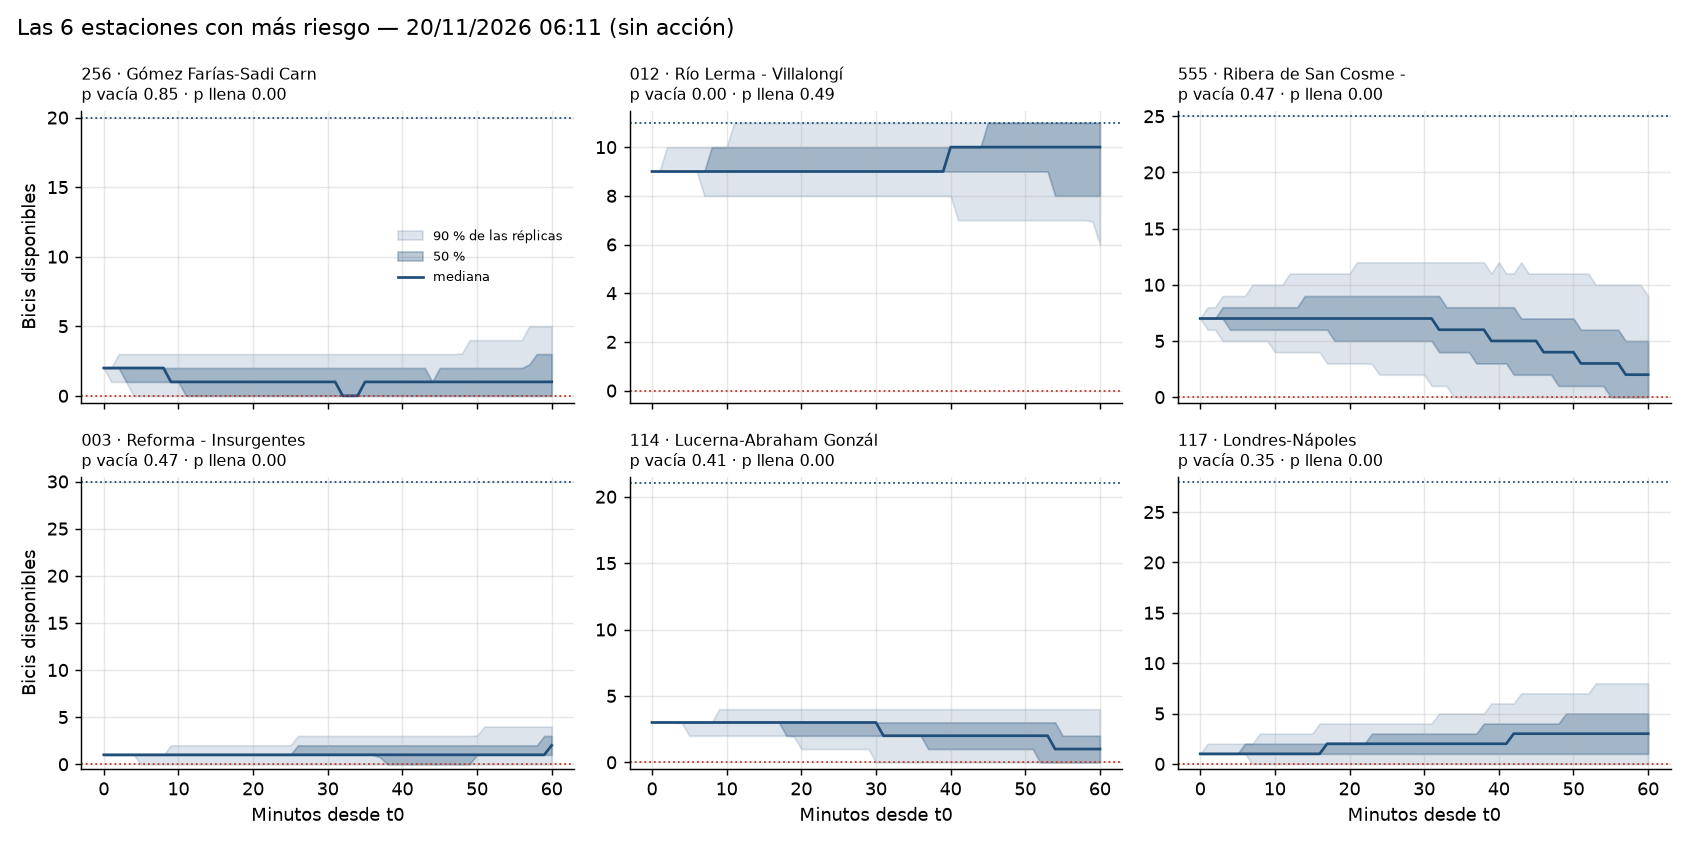 Las 6 estaciones con más riesgo — 20/11/2026 06:11 (sin acción)
256 · Gómez Farías-Sadi Carn
p vacía 0.85 · p llena 0.00
20
15
10
5
0
Bicis disponibles
90 % de las réplicas
50 %
mediana
0 10 20 30 40 50 60
012 · Río Lerma - Villalongí
p vacía 0.00 · p llena 0.49
10
8
6
4
2
0
555 · Ribera de San Cosme -
p vacía 0.47 · p llena 0.00
25
20
15
10
5
0
003 · Reforma - Insurgentes
p vacía 0.47 · p llena 0.00
30
25
20
15
10
5
0
Bicis disponibles
0 10 20 30 40 50 60
Minutos desde t0
114 · Lucerna-Abraham Gonzál
p vacía 0.41 · p llena 0.00
20
15
10
5
0
0 10 20 30 40 50 60
Minutos desde t0
117 · Londres-Nápoles
p vacía 0.35 · p llena 0.00
25
20
15
10
5
0
0 10 20 30 40 50 60
Minutos desde t0